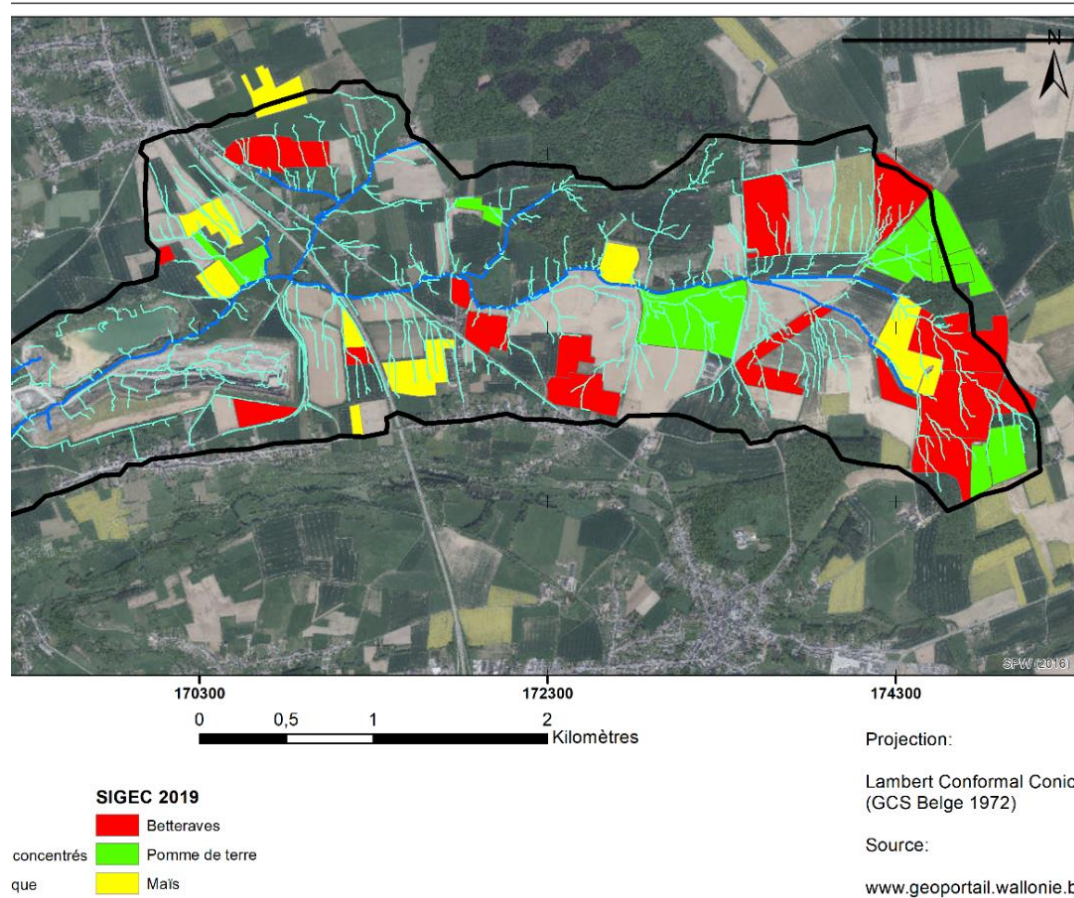 N
SPW (2016)
170300
172300
174300
0
0,5
1
2
Kilomètres
Projection:
Lambert Conformal Conic
(GCS Belge 1972)
Source:
www.geoportail.wallonie.b
SIGEC 2019
Betteraves
concentrés
Pomme de terre
que
Maïs